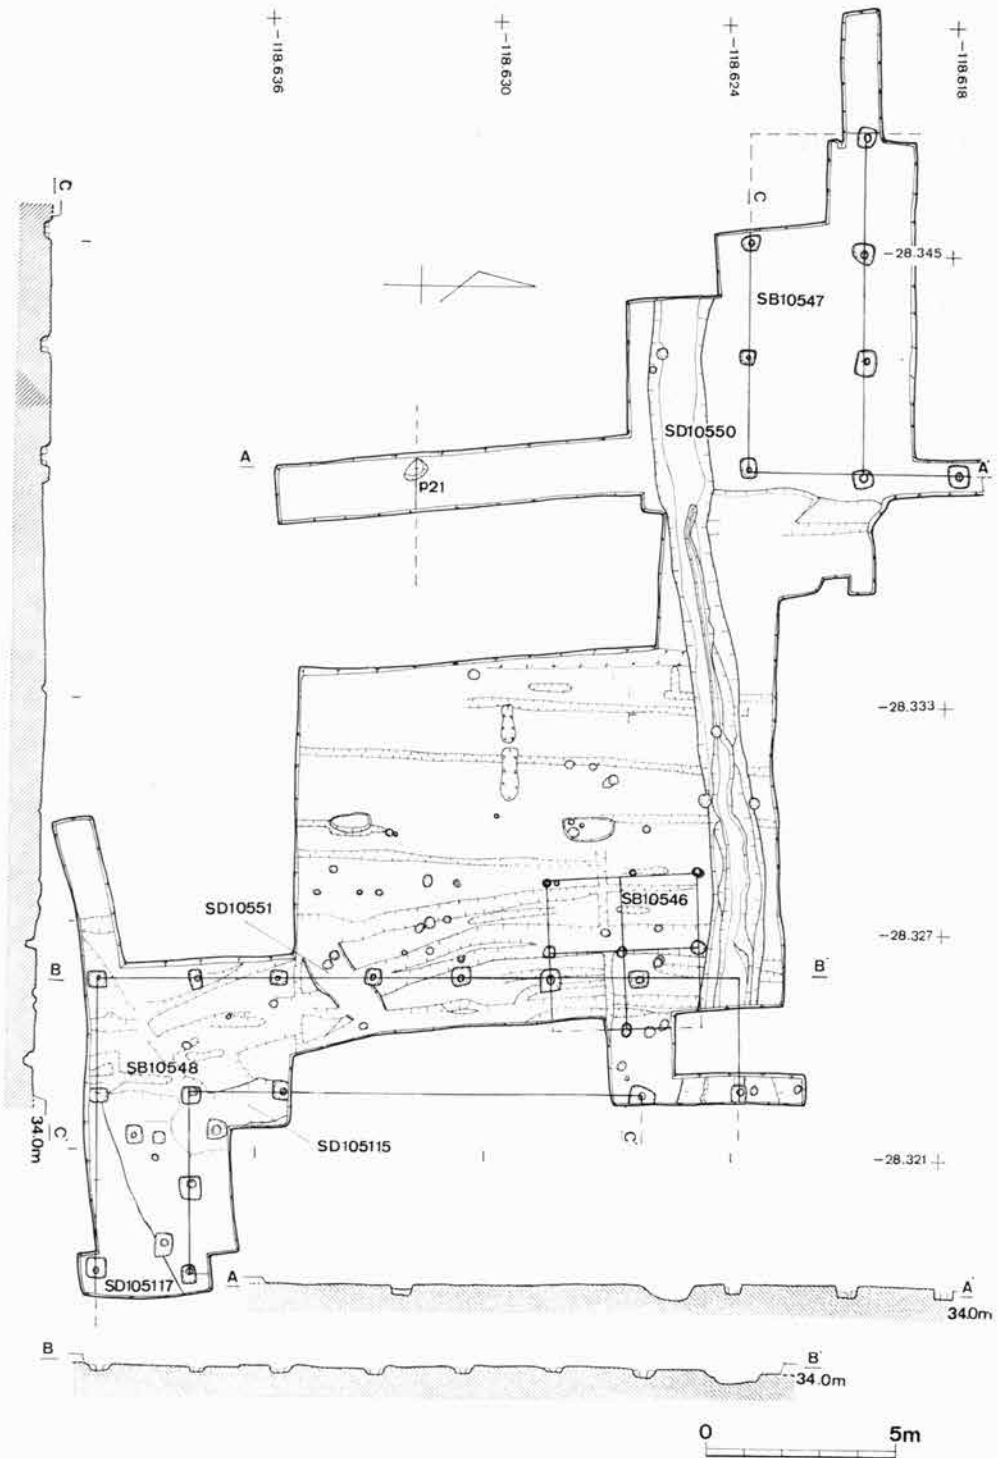 -118.636
-118.630
-118.624
-118.618
C
C
-28.345
SB10547
SD10550
A
A'
P21
-28.333
SB10546
SD10551
-28.327
B
B'
SB10548
34.0m
C'
SD105115
C'
-28.321
SD105117
A
A'
34.0m
B
B'
34.0m
0
5m